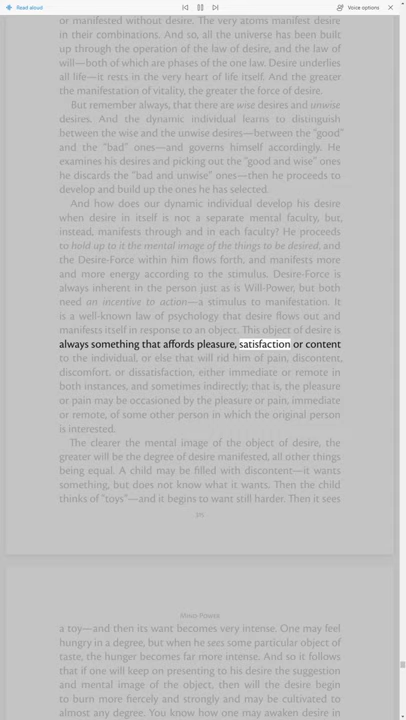 Read aloud
Voice options
or manifested without desire. The very atoms manifest desire
in their combinations. And so, all the universe has been built
up through the operation of the law of desire, and the law of
will—both of which are phases of the one law. Desire underlies
all life—it rests in the very heart of life itself. And the greater
the manifestation of vitality, the greater the force of desire.
But remember always, that there are wise desires and unwise
desires. And the dynamic individual learns to distinguish
between the wise and the unwise desires—between the "good"
and the "bad" ones—and governs himself accordingly. He
examines his desires and picking out the "good and wise" ones
he discards the "bad and unwise" ones—then he proceeds to
develop and build up the ones he has selected.
And how does our dynamic individual develop his desire
when desire in itself is not a separate mental faculty, but,
instead, manifests through and in each faculty? He proceeds
to hold up to it the mental image of the things to be desired, and
the Desire-Force within him flows forth, and manifests more
and more energy according to the stimulus. Desire-Force is
always inherent in the person just as is Will-Power, but both
need an incentive to action—a stimulus to manifestation. It
is a well-known law of psychology that desire flows out and
manifests itself in response to an object. This object of desire is
always something that affords pleasure, satisfaction or content
to the individual, or else that will rid him of pain, discontent,
discomfort, or dissatisfaction, either immediate or remote in
both instances, and sometimes indirectly; that is, the pleasure
or pain may be occasioned by the pleasure or pain, immediate
or remote, of some other person in which the original person
is interested.
The clearer the mental image of the object of desire, the
greater will be the degree of desire manifested, all other things
being equal. A child may be filled with discontent—it wants
something, but does not know what it wants. Then the child
thinks of "toys"—and it begins to want still harder. Then it sees
Mind-Power
a toy—and then its want becomes very intense. One may feel
hungry in a degree, but when he sees some particular object of
taste, the hunger becomes far more intense. And so it follows
that if one will keep on presenting to his desire the suggestion
and mental image of the object, then will the desire begin
to burn more fiercely and strongly and may be cultivated to
almost any degree. You know how one may awaken desire in